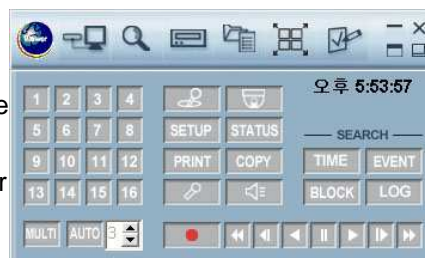 Viewer
오후 5:53:57
e
1 2 3 4
5 6 7 8 SETUP STATUS SEARCH
9 10 11 12 PRINT COPY TIME EVENT
r
13 14 15 16 BLOCK LOG
MULTI AUTO 3